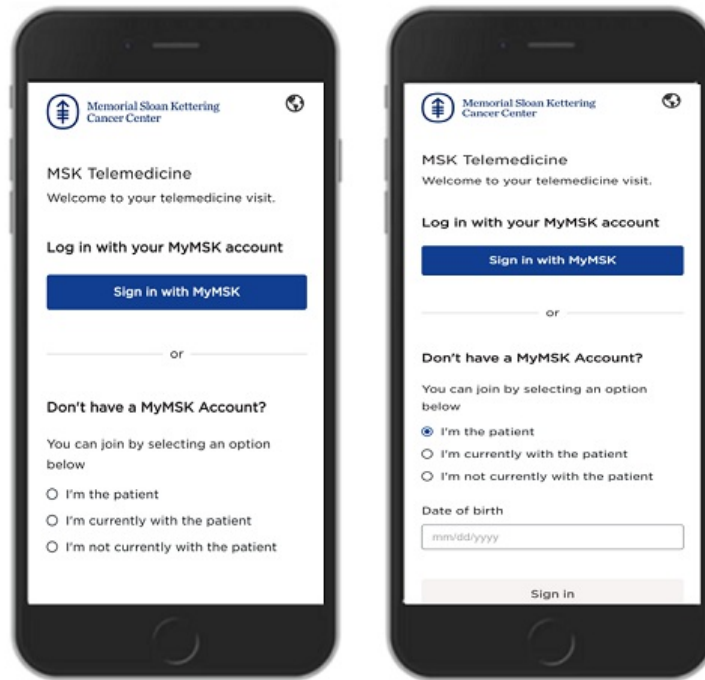 Memorial Sloan Kettering
Cancer Center
MSK Telemedicine
Welcome to your telemedicine visit.
Log in with your MyMSK account
Sign in with MyMSK
or
Don't have a MyMSK Account?
You can join by selecting an option
below
I'm the patient
I'm currently with the patient
I'm not currently with the patient
Memorial Sloan Kettering
Cancer Center
MSK Telemedicine
Welcome to your telemedicine visit.
Log in with your MyMSK account
Sign in with MyMSK
or
Don't have a MyMSK Account?
You can join by selecting an option
below
I'm the patient
I'm currently with the patient
I'm not currently with the patient
Date of birth
mm/dd/yyyy
Sign in